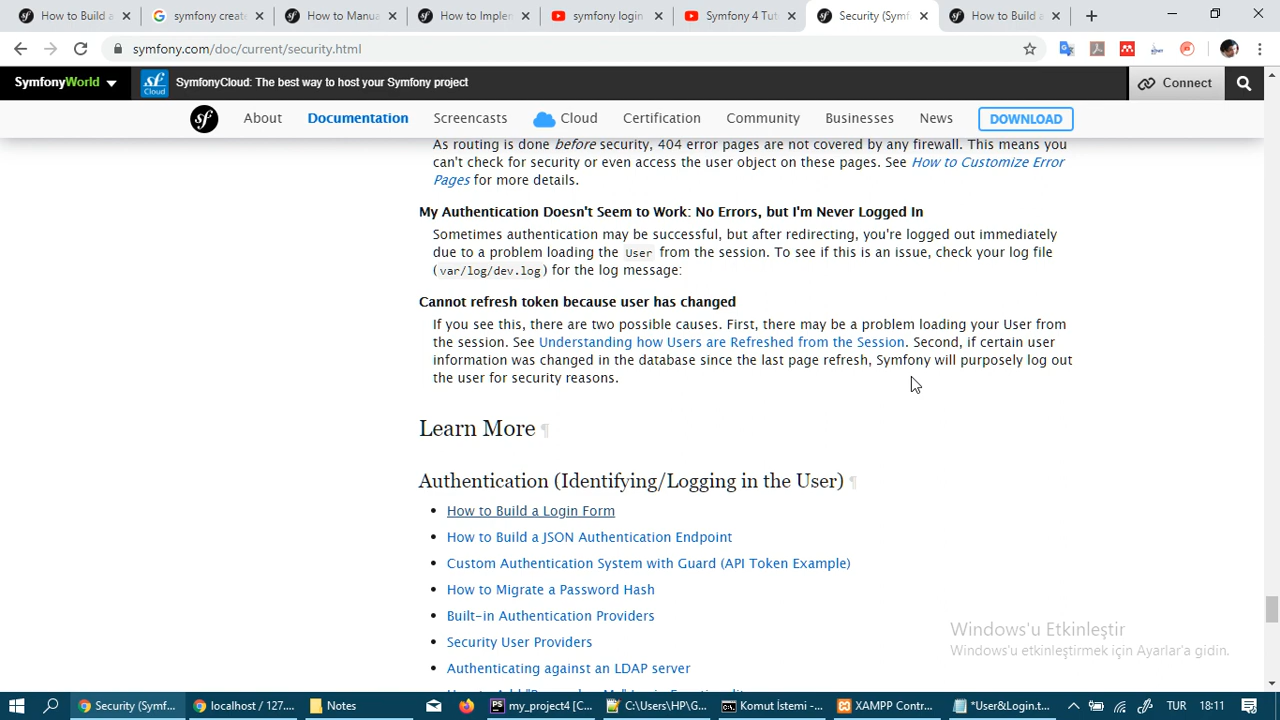 How to Build a
symfony create
How to Manua
How to Implen
symfony login
Symfony 4 Tut
Security (Symf
How to Build a
symfony.com/doc/current/security.html
SymfonyWorld
sf
Cloud
SymfonyCloud: The best way to host your Symfony project
Connect
sf
About
Documentation
Screencasts
Cloud
Certification
Community
Businesses
News
DOWNLOAD
As routing is done before security, 404 error pages are not covered by any firewall. This means you
can't check for security or even access the user object on these pages. See How to Customize Error
Pages for more details.
My Authentication Doesn't Seem to Work: No Errors, but I'm Never Logged In
Sometimes authentication may be successful, but after redirecting, you're logged out immediately
due to a problem loading the User from the session. To see if this is an issue, check your log file
(var/log/dev.log) for the log message:
Cannot refresh token because user has changed
If you see this, there are two possible causes. First, there may be a problem loading your User from
the session. See Understanding how Users are Refreshed from the Session. Second, if certain user
information was changed in the database since the last page refresh, Symfony will purposely log out
the user for security reasons.
Learn More ¶
Authentication (Identifying/Logging in the User) ¶
• How to Build a Login Form
• How to Build a JSON Authentication Endpoint
• Custom Authentication System with Guard (API Token Example)
• How to Migrate a Password Hash
• Built-in Authentication Providers
• Security User Providers
• Authenticating against an LDAP server
Windows'u Etkinleştir
Windows'u etkinleştirmek için Ayarlar'a gidin.
Security (Symf...
localhost / 127....
Notes
my_project4 [C...
C:\Users\HP\G...
Komut İstemi -...
XAMPP Contr...
*User&Login.t...
TUR
18:11